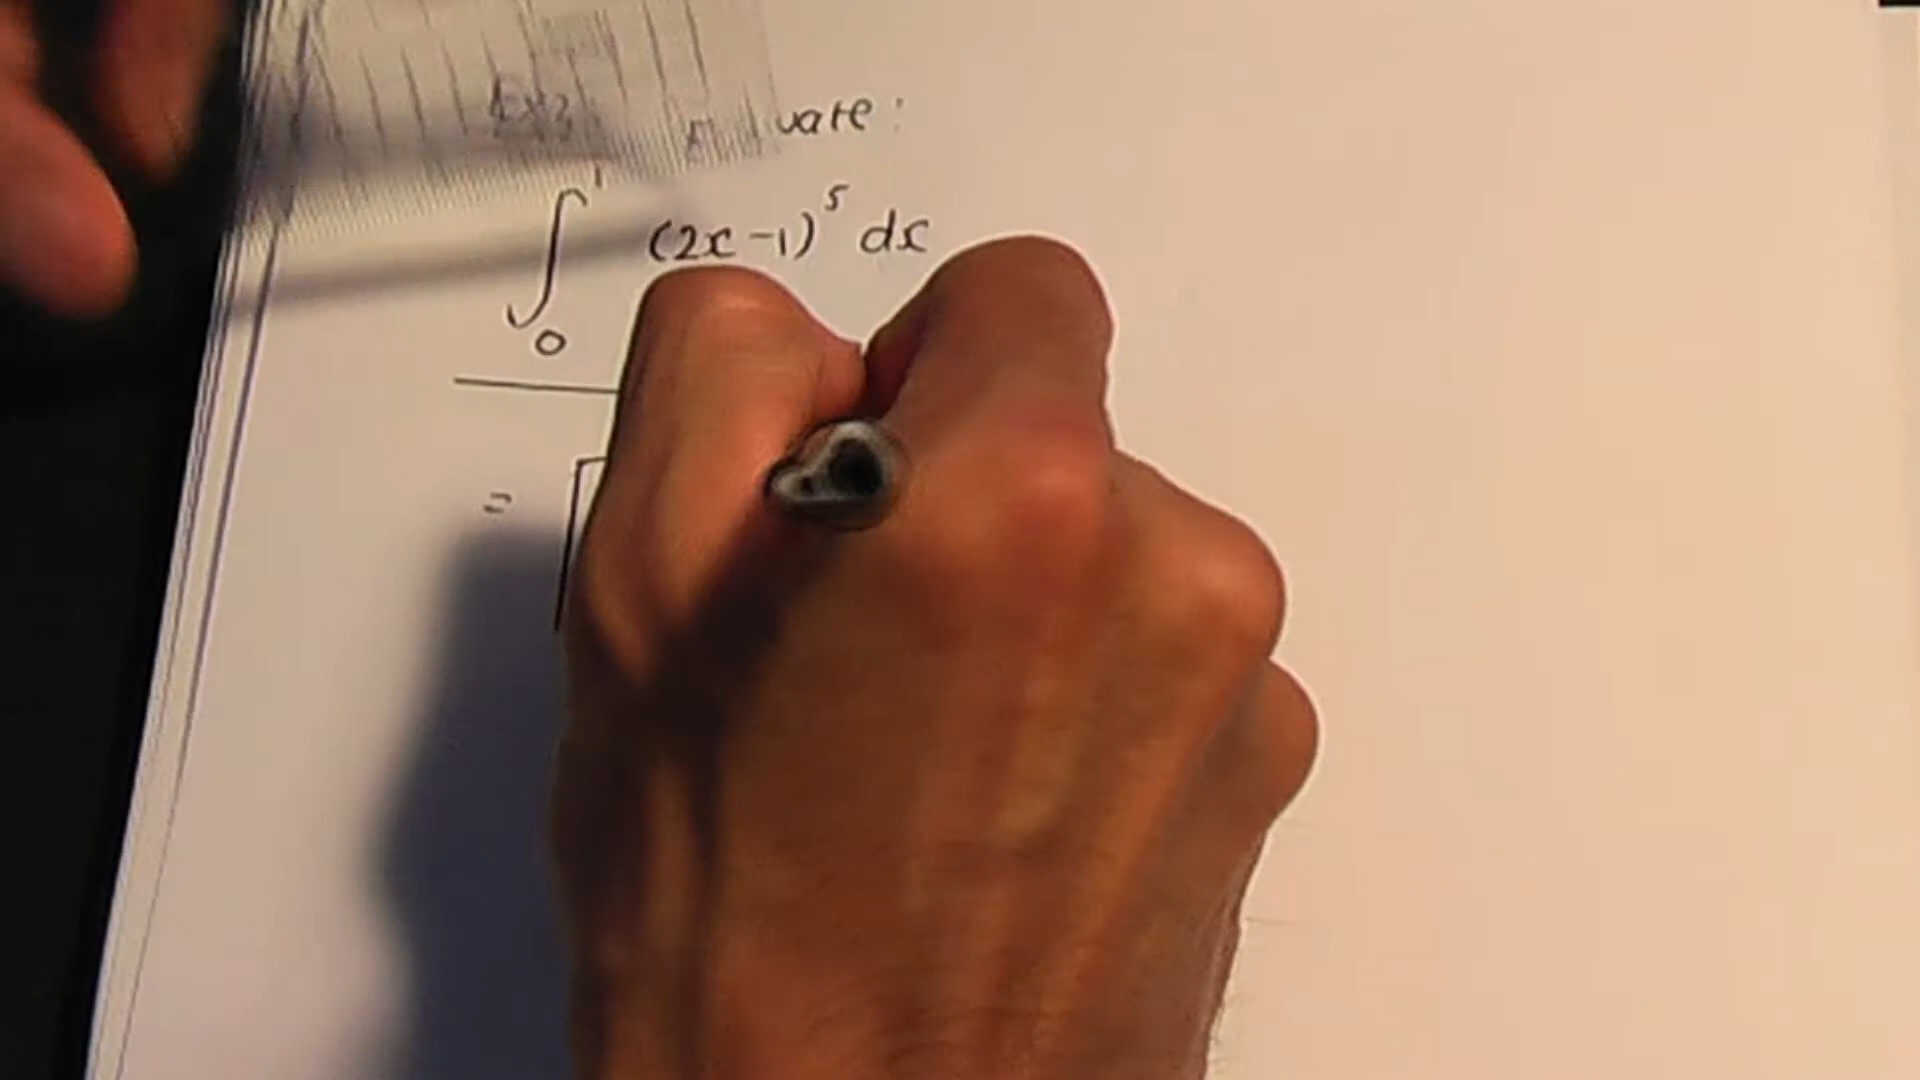 Ex3 Evaluate:
∫₀¹ (2x-1)⁵ dx
= [